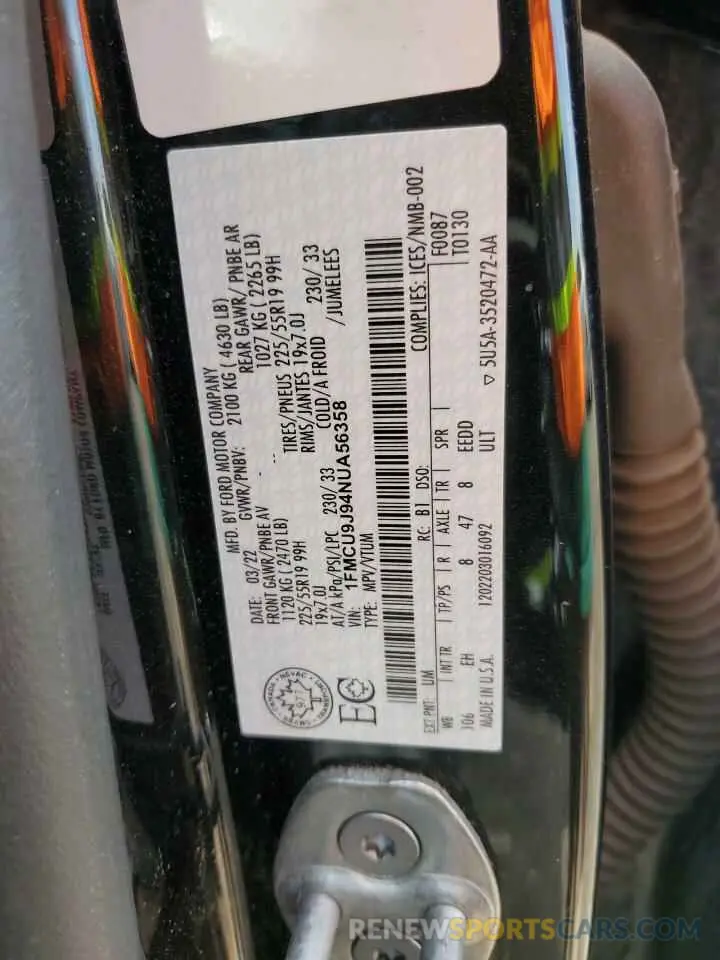 MFD. BY FORD MOTOR COMPANY
DATE: 03/22 GVWR/PNBV: 2100 KG ( 4630 LB)
FRONT GAWR/PNBE AV REAR GAWR/ PNBE AR
1120 KG ( 2470 LB) 1027 KG ( 2265 LB)
225/55R19 99H TIRES/PNEUS 225/55R19 99H
19x7.0J RIMS/JANTES 19x7.0J
AT/A kPa/PSI/LPC 230/ 33 COLD/A FROID 230/ 33
VIN: 1FMCU9J94NUA56358 /JUMELEES
TYPE: MPV/VTUM
COMPLIES: ICES/NMB-002
EXT PNT: UM RC: B1 DSO: F0087
WB INT TR TP/PS R AXLE TR SPR T0130
J06 EH 8 47 8 EEDD
MADE IN U.S.A. 1202203016092 ULT 5U5A-3520472-AA
RENEWSPORTSCARS.COM